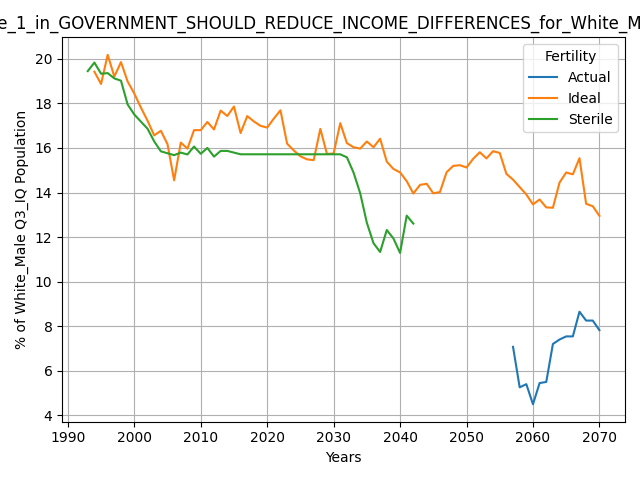 e_1_in_GOVERNMENT_SHOULD_REDUCE_INCOME_DIFFERENCES_for_White_M
Fertility
Actual
Ideal
Sterile
% of White_Male Q3_IQ Population
20
18
16
14
12
10
8
6
4
1990 2000 2010 2020 2030 2040 2050 2060 2070
Years